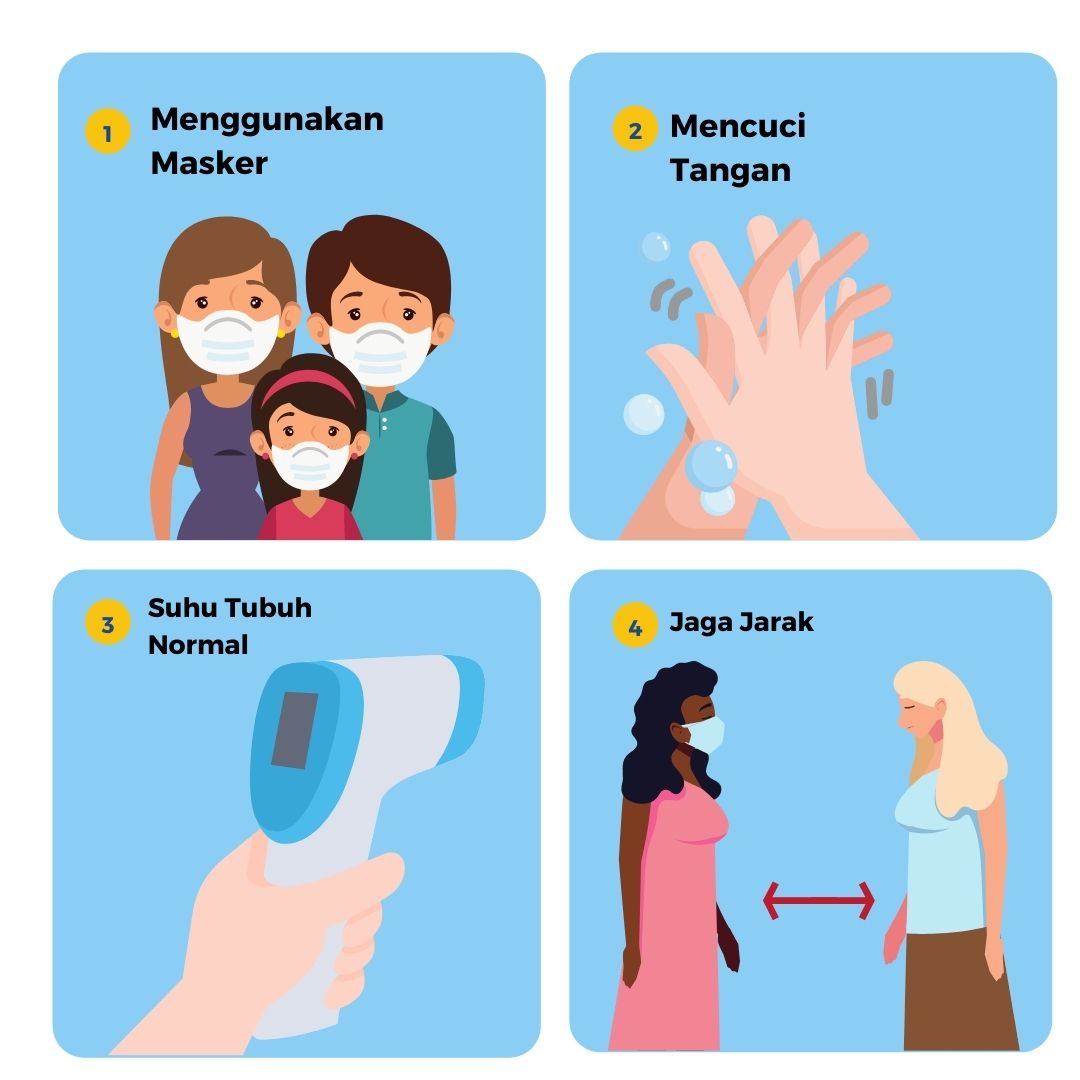 1
Menggunakan
Masker
2
Mencuci
Tangan
3
Suhu Tubuh
Normal
4
Jaga Jarak